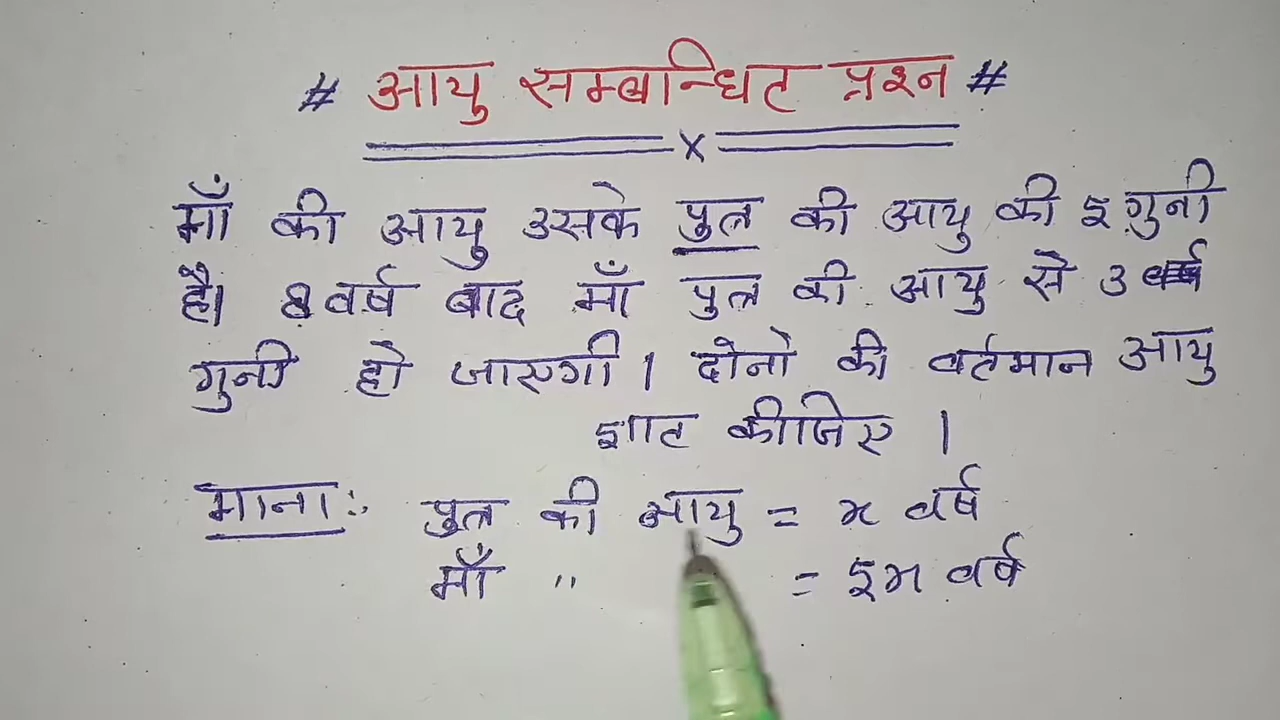 # आयु सम्बन्धित प्रश्न #
x
माँ की आयु उसके पुत्र की आयु की 5 गुनी
है। 8 वर्ष बाद माँ पुत्र की आयु से 3
गुनी हो जाएगी । दोनो की वर्तमान आयु
ज्ञात कीजिए ।
माना :- पुत्र की आयु = x वर्ष
माँ " = 5x वर्ष